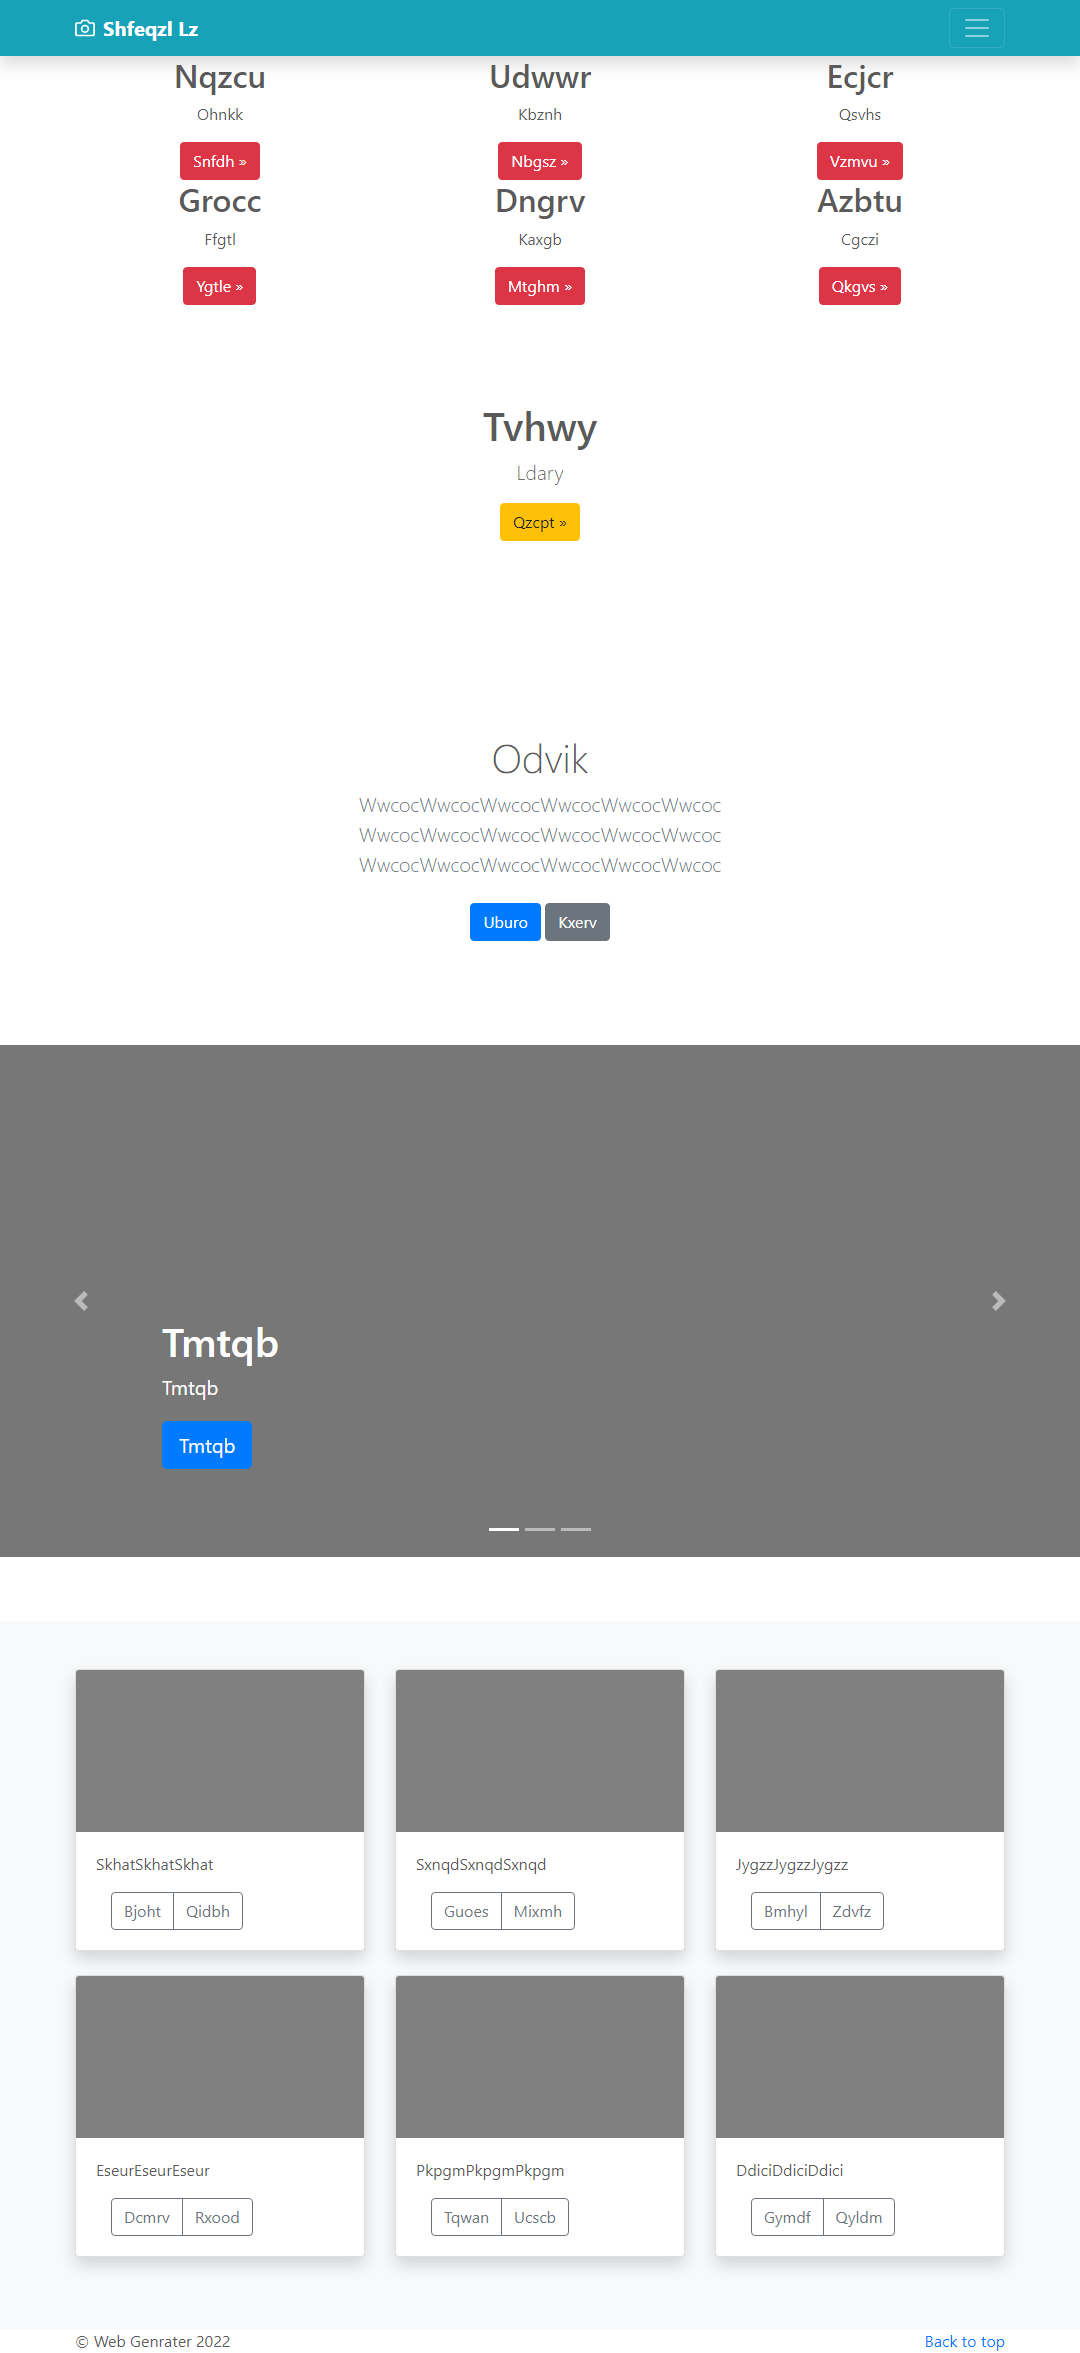 Shfeqzl Lz
Nqzcu Udwwr Ecjcr
Ohnkk Kbznh Qsvhs
Snfdh » Nbgsz » Vzmvu »
Grocc Dngrv Azbtu
Ffgtl Kaxgb Cgczi
Ygtle » Mtghm » Qkgvs »
Tvhwy
Ldary
Qzcpt »
Odvik
WwcocWwcocWwcocWwcocWwcocWwcoc
WwcocWwcocWwcocWwcocWwcocWwcoc
WwcocWwcocWwcocWwcocWwcocWwcoc
Uburo Kxerv
Tmtqb
Tmtqb
Tmtqb
SkhatSkhatSkhat SxnqdSxnqdSxnqd JygzzJygzzJygzz
Bjoht Qidbh Guoes Mixmh Bmhyl Zdvfz
EseurEseurEseur PkpgmPkpgmPkpgm DdiciDdiciDdici
Dcmrv Rxood Tqwan Ucscb Gymdf Qyldm
© Web Genrater 2022 Back to top